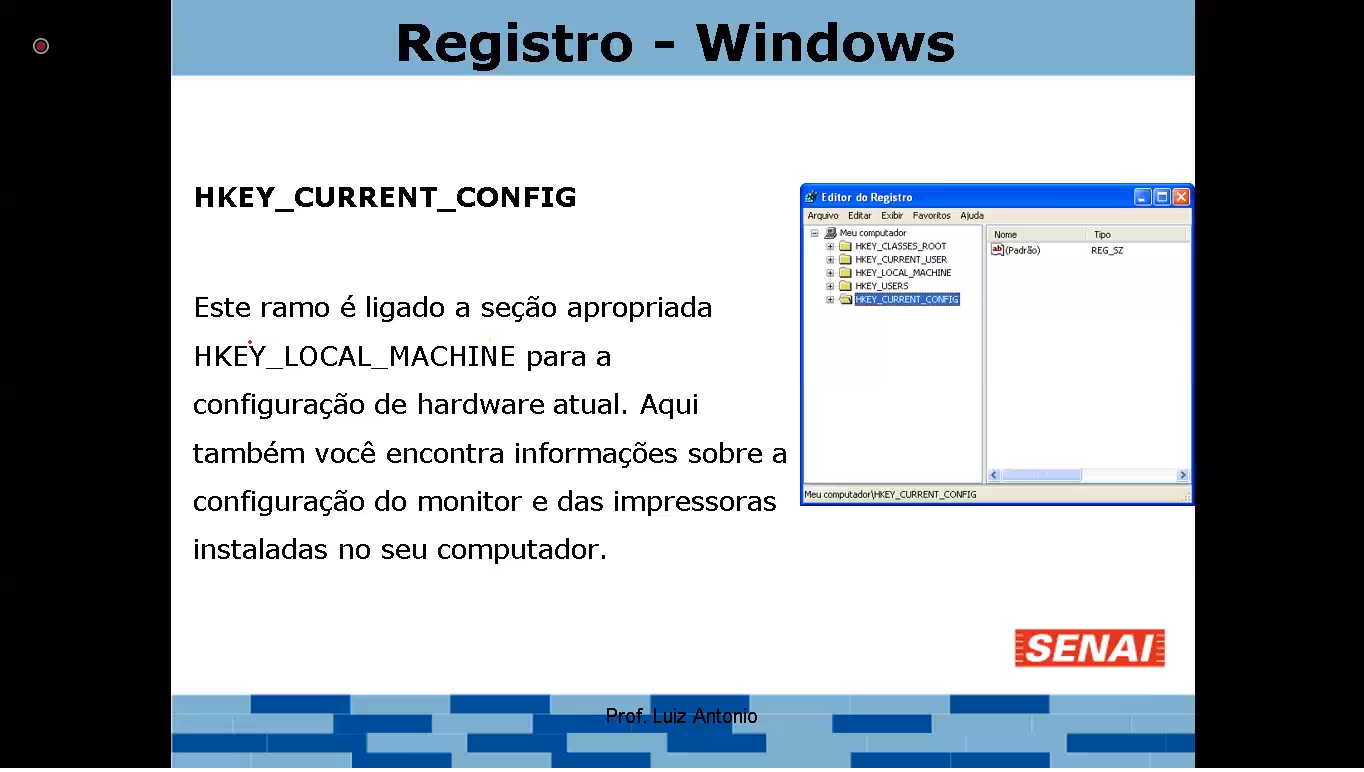 Registro - Windows
HKEY_CURRENT_CONFIG
Este ramo é ligado a seção apropriada
HKEY_LOCAL_MACHINE para a
configuração de hardware atual. Aqui
também você encontra informações sobre a
configuração do monitor e das impressoras
instaladas no seu computador.
Editor do Registro
Arquivo Editar Exibir Favoritos Ajuda
Meu computador
HKEY_CLASSES_ROOT
HKEY_CURRENT_USER
HKEY_LOCAL_MACHINE
HKEY_USERS
HKEY_CURRENT_CONFIG
Nome Tipo
ab (Padrão) REG_SZ
Meu computador\HKEY_CURRENT_CONFIG
SENAI
Prof. Luiz Antonio